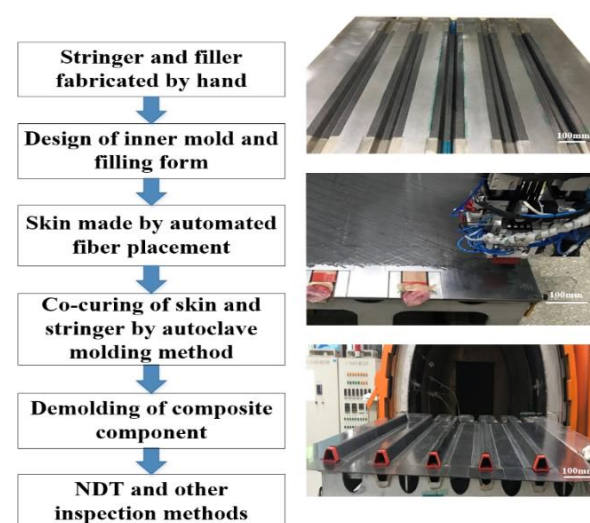 Stringer and filler
fabricated by hand
Design of inner mold and
filling form
Skin made by automated
fiber placement
Co-curing of skin and
stringer by autoclave
molding method
Demolding of composite
component
NDT and other
inspection methods
100mm
100mm
100mm